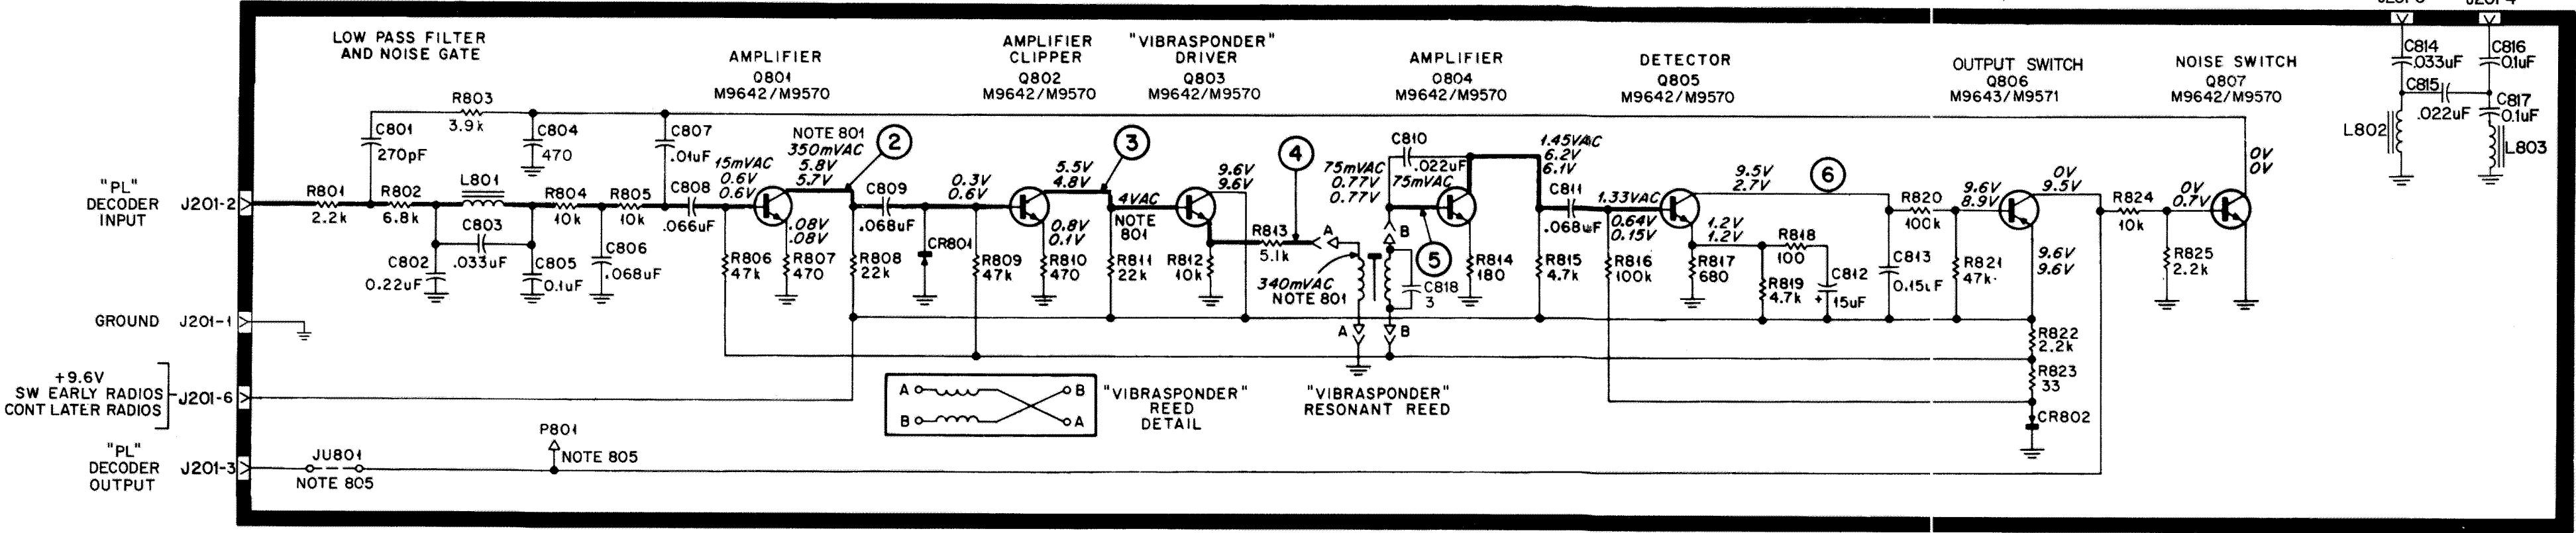 LOW PASS FILTER
AND NOISE GATE
AMPLIFIER
Q801
M9642/M9570
AMPLIFIER
CLIPPER
Q802
M9642/M9570
"VIBRASPONDER"
DRIVER
Q803
M9642/M9570
AMPLIFIER
Q804
M9642/M9570
DETECTOR
Q805
M9642/M9570
OUTPUT SWITCH
Q806
M9643/M9571
NOISE SWITCH
Q807
M9642/M9570
C814
.033uF
C816
0.1uF
C815
.022uF
C817
0.1uF
L802
L803
R803
3.9k
C801
270pF
C804
470
C807
.01uF
NOTE 801
350mVAC
5.8V
5.7V
2
15mVAC
0.6V
0.6V
3
5.5V
4.8V
0.3V
0.6V
4VAC
NOTE
801
9.6V
9.6V
4
C810
.022uF
75mVAC
0.77V
0.77V
75mVAC
1.45VAC
6.2V
6.1V
1.33VAC
0.64V
0.15V
9.5V
2.7V
6
9.6V
8.9V
0V
9.5V
0V
0.7V
0V
0V
"PL"
DECODER
INPUT
J201-2
R801
2.2k
R802
6.8k
L801
C803
.033uF
R804
10k
R805
10k
C808
.066uF
C809
.068uF
.08V
.08V
0.8V
0.1V
C802
0.22uF
C805
0.1uF
C806
.068uF
R806
47k
R807
470
R808
22k
CR801
R809
47k
R810
470
R811
22k
R812
10k
R813
5.1k
A
B
5
340mVAC
NOTE 801
C818
3
A
B
R814
180
R815
4.7k
C811
.068uF
R816
100k
1.2V
1.2V
R817
680
R818
100
R819
4.7k
C812
+ 15uF
C813
0.15uF
R820
100k
R821
47k
9.6V
9.6V
R824
10k
R825
2.2k
GROUND J201-1
R822
2.2k
R823
33
CR802
+9.6V
SW EARLY RADIOS
CONT LATER RADIOS
J201-6
A B
B A
"VIBRASPONDER"
REED
DETAIL
"VIBRASPONDER"
RESONANT REED
"PL"
DECODER
OUTPUT
J201-3
JU801
NOTE 805
P801
NOTE 805